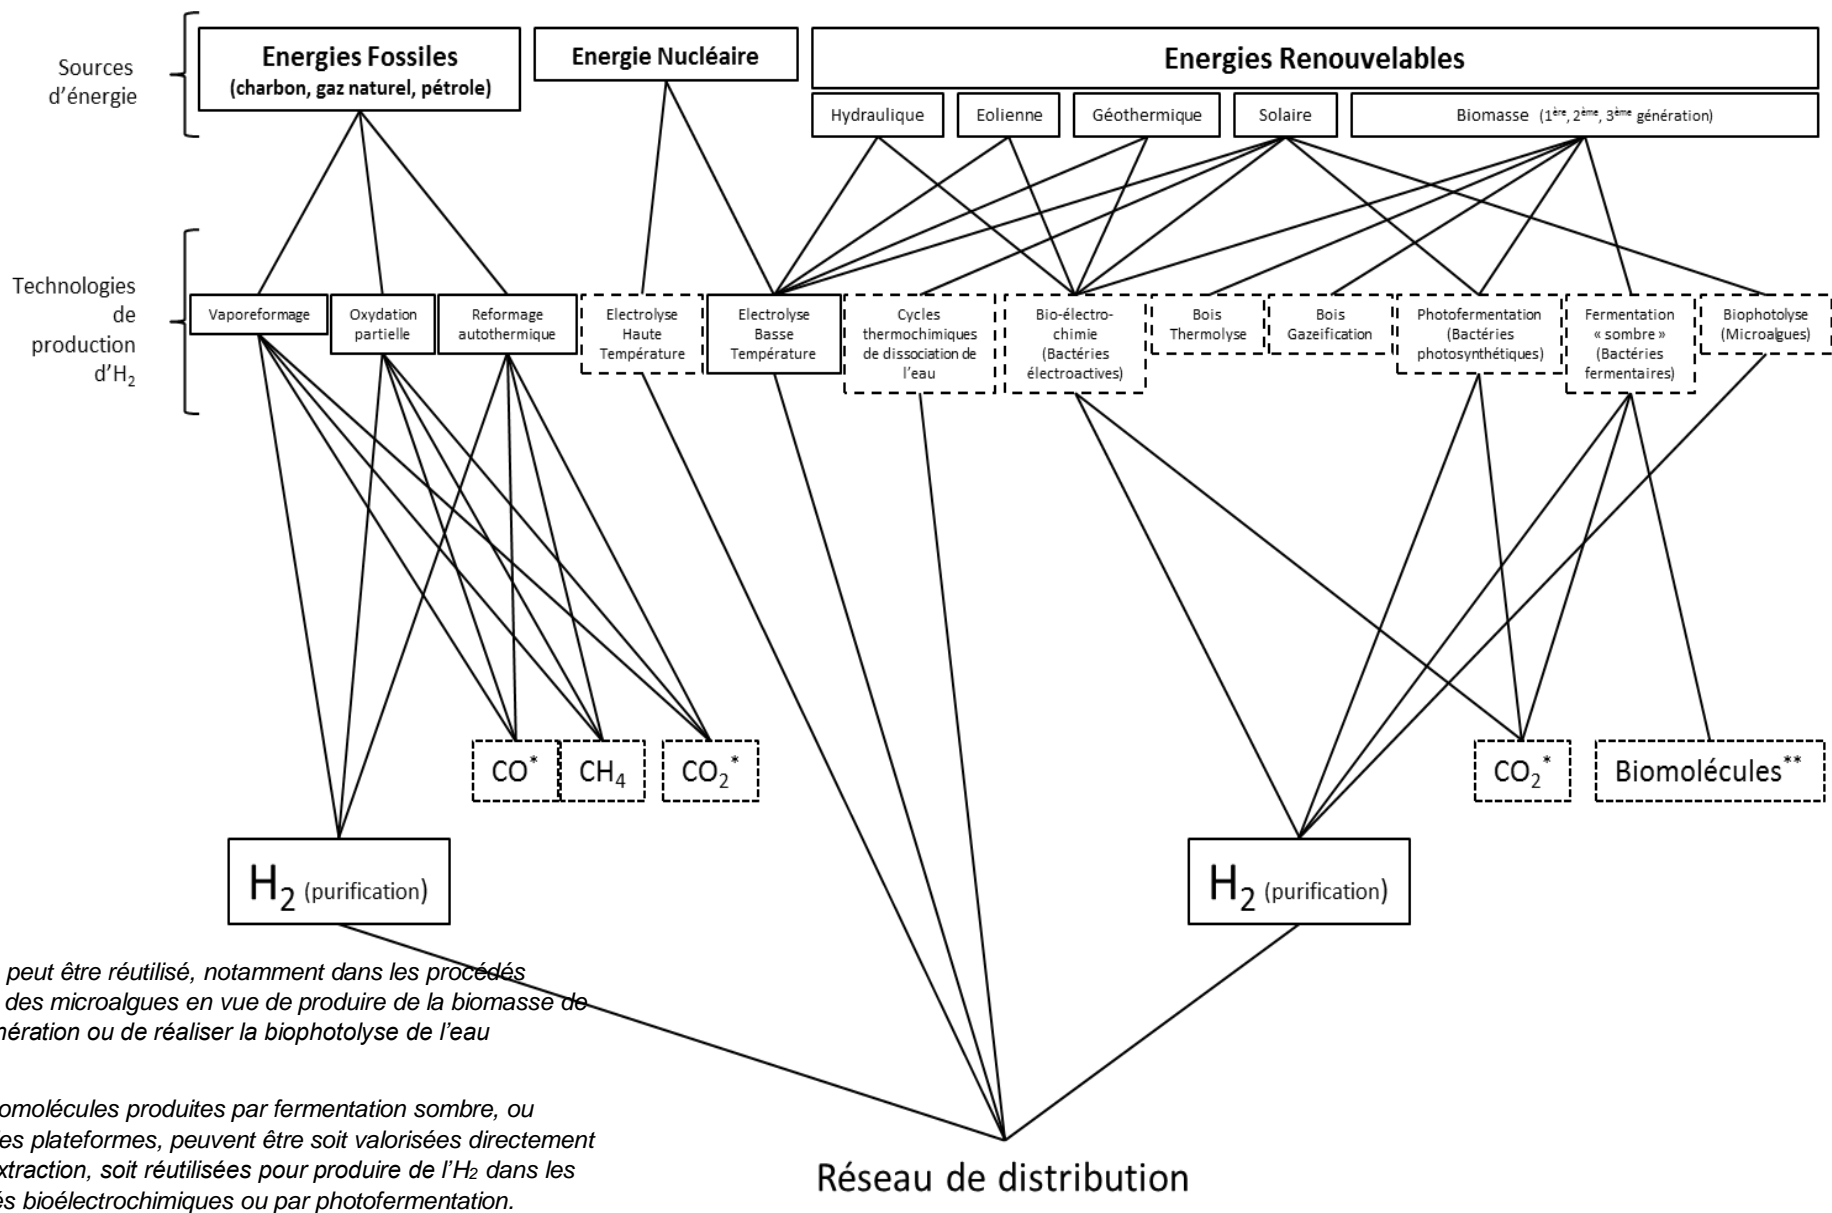 Sources
d'énergie
Energies Fossiles
(charbon, gaz naturel, pétrole)
Energie Nucléaire
Energies Renouvelables
Hydraulique
Eolienne
Géothermique
Solaire
Biomasse (1ère, 2ème, 3ème génération)
Technologies
de
production
d'H2
Vaporeformage
Oxydation
partielle
Reformage
autothermique
Electrolyse
Haute
Température
Electrolyse
Basse
Température
Cycles
thermochimiques
de dissociation de
l'eau
Bio-électro-
chimie
(Bactéries
électroactives)
Bois
Thermolyse
Bois
Gazeification
Photofermentation
(Bactéries
photosynthétiques)
Fermentation
« sombre »
(Bactéries
fermentaires)
Biophotolyse
(Microalgues)
CO*
CH4
CO2*
CO2*
Biomolécules**
H2 (purification)
H2 (purification)
peut être réutilisé, notamment dans les procédés
des microalgues en vue de produire de la biomasse de
nération ou de réaliser la biophotolyse de l'eau
omolécules produites par fermentation sombre, ou
les plateformes, peuvent être soit valorisées directement
xtraction, soit réutilisées pour produire de l'H2 dans les
és bioélectrochimiques ou par photofermentation.
Réseau de distribution